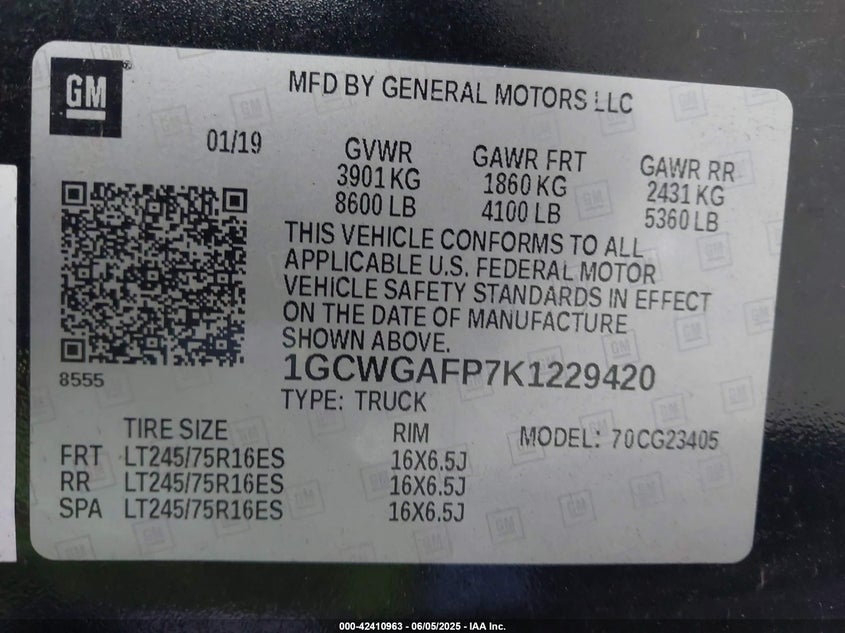 GM
®
MFD BY GENERAL MOTORS LLC
01/19
GVWR
3901 KG
8600 LB
GAWR FRT
1860 KG
4100 LB
GAWR RR
2431 KG
5360 LB
THIS VEHICLE CONFORMS TO ALL
APPLICABLE U.S. FEDERAL MOTOR
VEHICLE SAFETY STANDARDS IN EFFECT
ON THE DATE OF MANUFACTURE
SHOWN ABOVE.
8555
1GCWGAFP7K1229420
TYPE: TRUCK
TIRE SIZE RIM MODEL: 70CG23405
FRT LT245/75R16ES 16X6.5J
RR LT245/75R16ES 16X6.5J
SPA LT245/75R16ES 16X6.5J
000-42410963 - 06/05/2025 - IAA Inc.